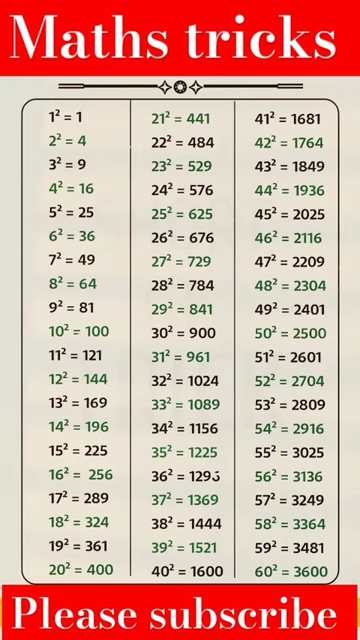 Maths tricks
1² = 1
2² = 4
3² = 9
4² = 16
5² = 25
6² = 36
7² = 49
8² = 64
9² = 81
10² = 100
11² = 121
12² = 144
13² = 169
14² = 196
15² = 225
16² = 256
17² = 289
18² = 324
19² = 361
20² = 400
21² = 441
22² = 484
23² = 529
24² = 576
25² = 625
26² = 676
27² = 729
28² = 784
29² = 841
30² = 900
31² = 961
32² = 1024
33² = 1089
34² = 1156
35² = 1225
36² =
37² = 1369
38² = 1444
39² = 1521
40² = 1600
41² = 1681
42² = 1764
43² = 1849
44² = 1936
45² = 2025
46² = 2116
47² = 2209
48² = 2304
49² = 2401
50² = 2500
51² = 2601
52² = 2704
53² = 2809
54² = 2916
55² = 3025
56² = 3136
57² = 3249
58² = 3364
59² = 3481
60² = 3600
Please subscribe